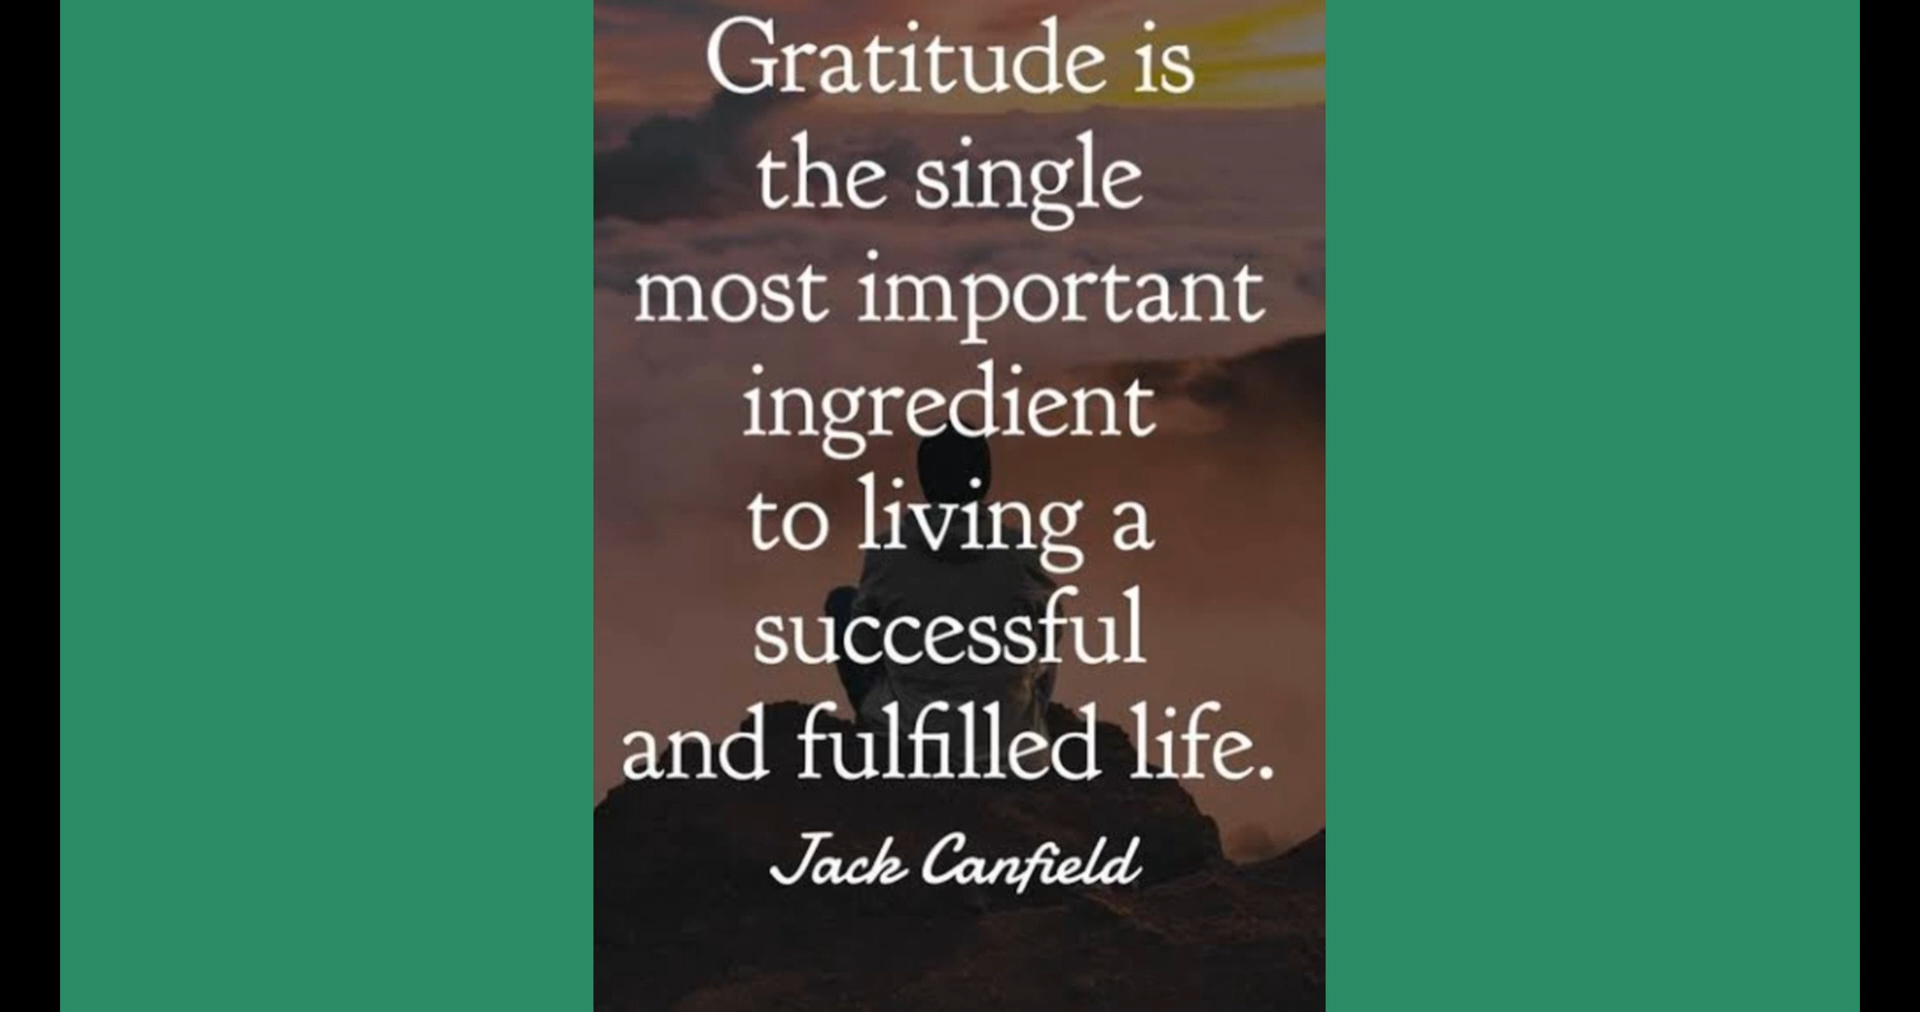 Gratitude is
the single
most important
ingredient
to living a
successful
and fulfilled life.
Jack Canfield